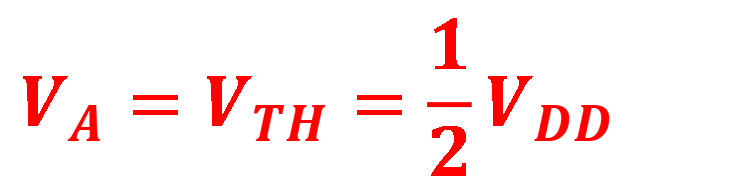 V_A = V_TH = 1/2 V_DD